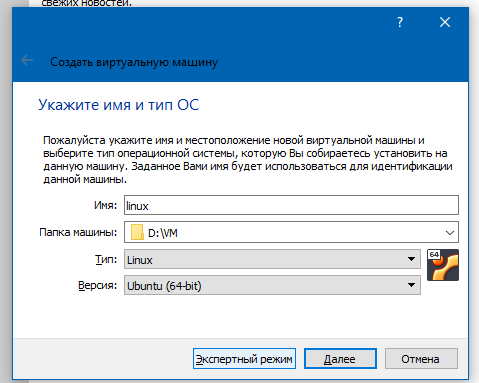 свежих новостей.
?
Создать виртуальную машину
Укажите имя и тип ОС
Пожалуйста укажите имя и местоположение новой виртуальной машины и
выберите тип операционной системы, которую Вы собираетесь установить на
данную машину. Заданное Вами имя будет использоваться для идентификации
данной машины.
Имя: linux
Папка машины: D:\VM
Тип: Linux
64
Версия: Ubuntu (64-bit)
Экспертный режим Далее Отмена